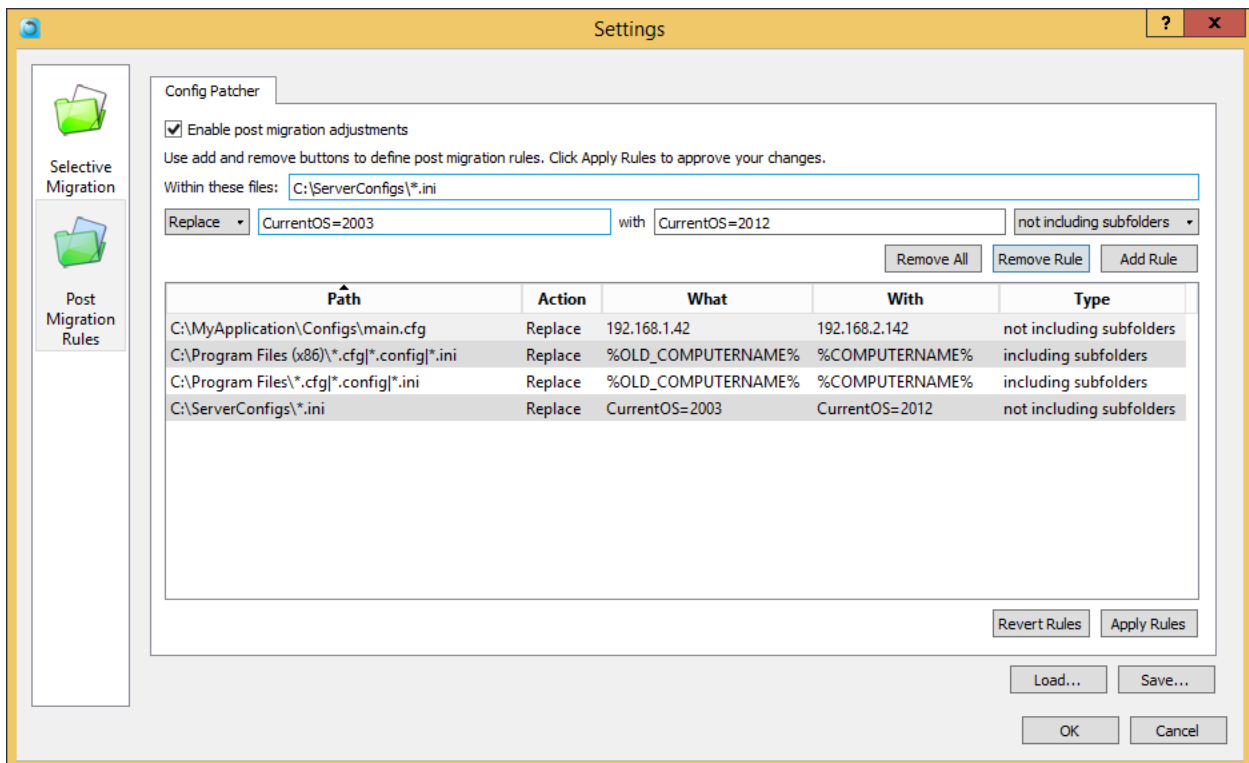 Settings
?
x
Config Patcher
Enable post migration adjustments
Use add and remove buttons to define post migration rules. Click Apply Rules to approve your changes.
Within these files: C:\ServerConfigs\*.ini
Replace CurrentOS=2003 with CurrentOS=2012 not including subfolders
Remove All Remove Rule Add Rule
Selective
Migration
Post
Migration
Rules
Path Action What With Type
C:\MyApplication\Configs\main.cfg Replace 192.168.1.42 192.168.2.142 not including subfolders
C:\Program Files (x86)\*.cfg|*.config|*.ini Replace %OLD_COMPUTERNAME% %COMPUTERNAME% including subfolders
C:\Program Files\*.cfg|*.config|*.ini Replace %OLD_COMPUTERNAME% %COMPUTERNAME% including subfolders
C:\ServerConfigs\*.ini Replace CurrentOS=2003 CurrentOS=2012 not including subfolders
Revert Rules Apply Rules
Load... Save...
OK Cancel